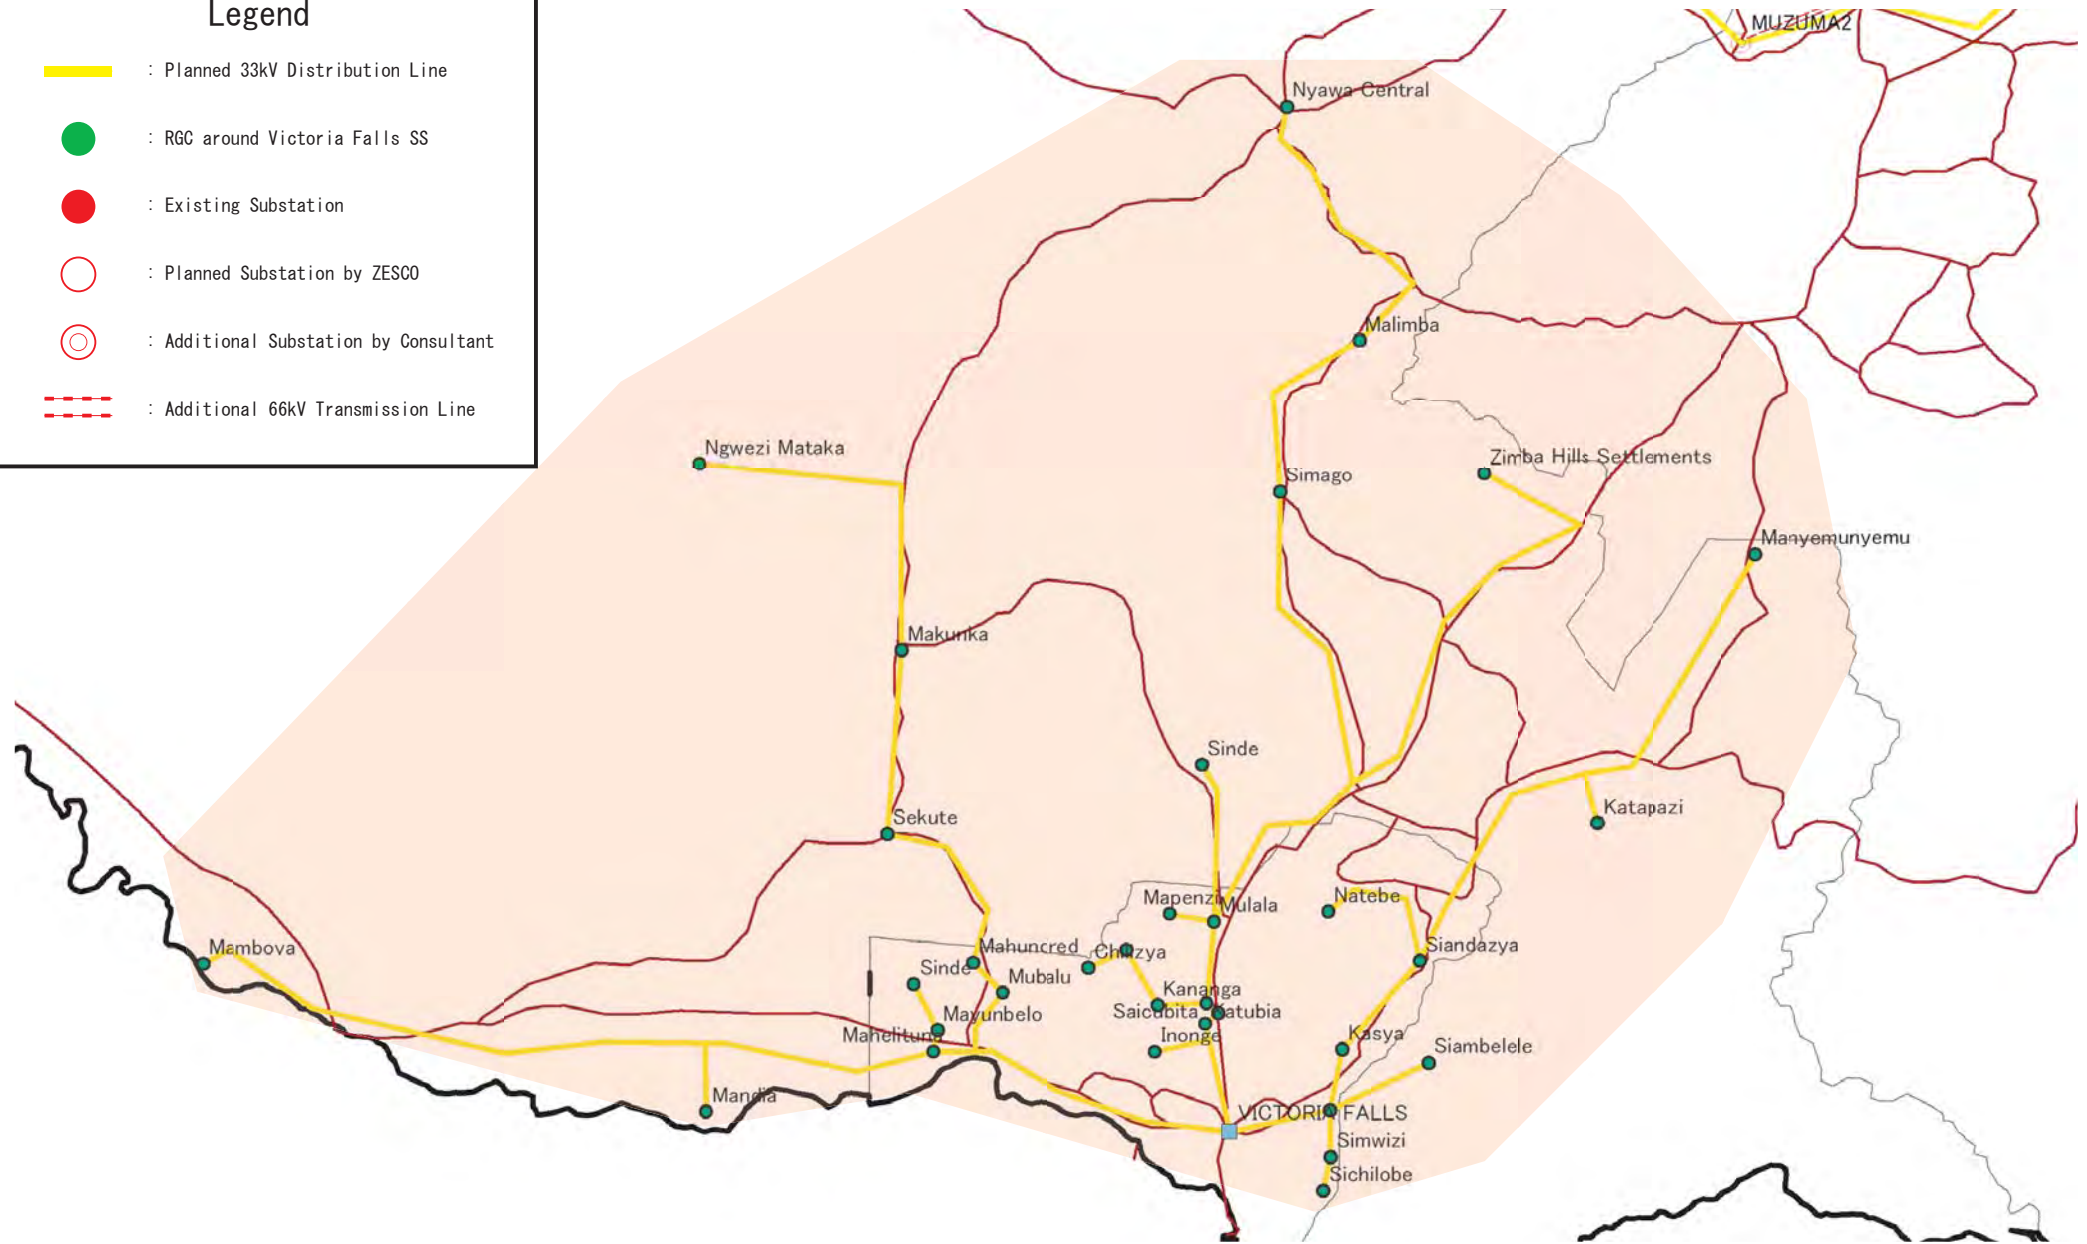 Legend
: Planned 33kV Distribution Line
: RGC around Victoria Falls SS
: Existing Substation
: Planned Substation by ZESCO
: Additional Substation by Consultant
: Additional 66kV Transmission Line
MUZUMA2
Nyawa Central
Malimba
Ngwezi Mataka
Simago
Zimba Hills Settlements
Manyemunyemu
Makunka
Sinde
Katapazi
Sekute
Mapenzi
Mulala
Natebe
Mambova
Mahuncred
Siandazya
Sinde
Mubalu
Kananga
Mayunbelo
Saicubita
Katubia
Inonge
Kasya
Siambelele
Mandia
VICTORIA FALLS
Simwizi
Sichilobe